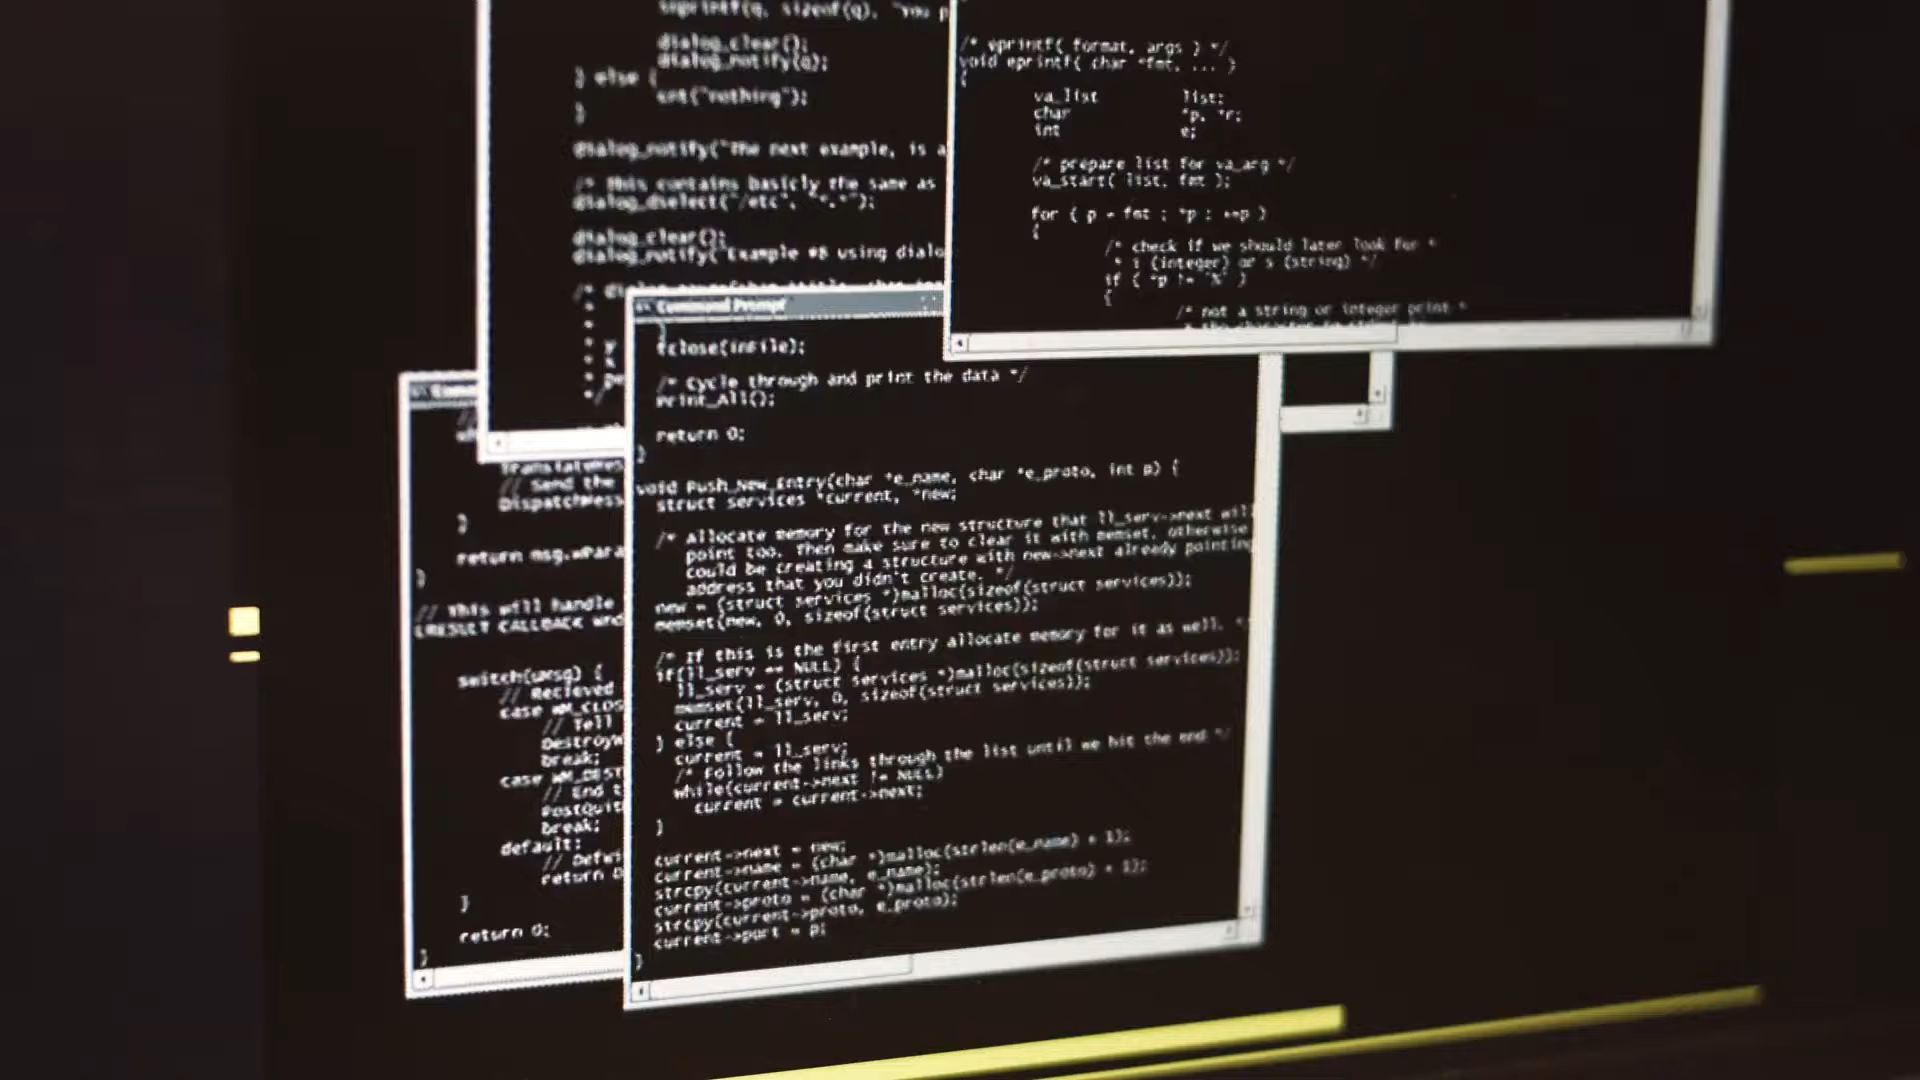 dialog_clear();
dialog_notify(q);
} else {
cnt("nothing");
}
dialog_notify("The next example, is a
/* This contains basicly the same as
dialog_dselect("/etc", "*.*");
dialog_clear();
dialog_notify("Example #8 using dialo
/* eprintf( format, args ) */
void eprintf( char *fmt, ... )
{
va_list list;
char *p, *r;
int e;
/* prepare list for va_arg */
va_start( list, fmt );
for ( p = fmt ; *p ; ++p )
{
/* check if we should later look for *
* i (integer) or s (string) */
if ( *p != '%' )
{
/* not a string or integer print *
Command Prompt
}
fclose(infile);
/* Cycle through and print the data */
Print_All();
return 0;
}
void Push_New_Entry(char *e_name, char *e_proto, int p) {
struct services *current, *new;
/* Allocate memory for the new structure that ll_serv->next will
point too. Then make sure to clear it with memset, otherwise
could be creating a structure with new->next already pointing
address that you didn't create. */
new = (struct services *)malloc(sizeof(struct services));
memset(new, 0, sizeof(struct services));
/* If this is the first entry allocate memory for it as well. *
if(ll_serv == NULL) {
ll_serv = (struct services *)malloc(sizeof(struct services));
memset(ll_serv, 0, sizeof(struct services));
current = ll_serv;
} else {
current = ll_serv;
/* Follow the links through the list until we hit the end */
while(current->next != NULL)
current = current->next;
}
current->next = new;
current->name = (char *)malloc(strlen(e_name) + 1);
strcpy(current->name, e_name);
current->proto = (char *)malloc(strlen(e_proto) + 1);
strcpy(current->proto, e_proto);
current->port = p;
}
// Send the
DispatchMess
}
return msg.wPara
}
// This will handle
LRESULT CALLBACK Wnd
switch(uMsg) {
// Recieved
case WM_CLOS
// Tell
DestroyW
break;
case WM_DEST
// End t
PostQuit
break;
default:
// DefWi
return D
}
return 0;
}